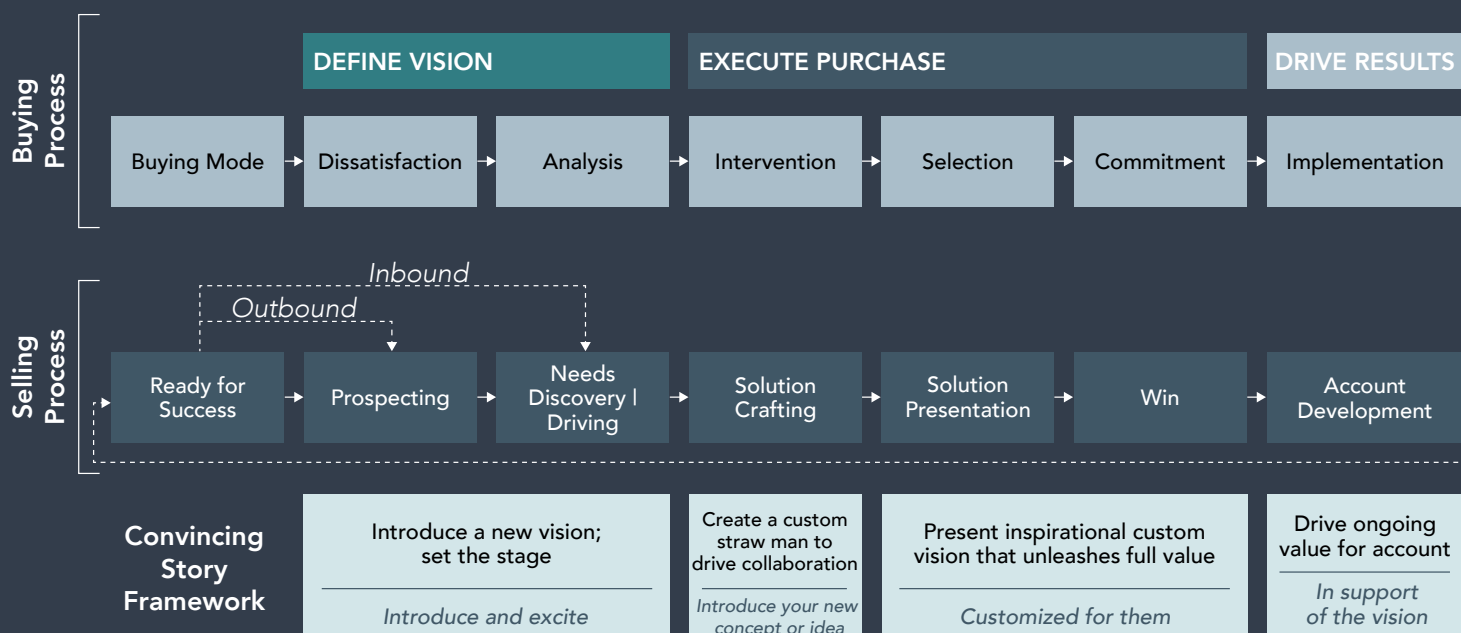 Buying
Process
DEFINE VISION
EXECUTE PURCHASE
DRIVE RESULTS
Buying Mode
Dissatisfaction
Analysis
Intervention
Selection
Commitment
Implementation
Selling
Process
Inbound
Outbound
Ready for
Success
Prospecting
Needs
Discovery |
Driving
Solution
Crafting
Solution
Presentation
Win
Account
Development
Convincing
Story
Framework
Introduce a new vision;
set the stage
Introduce and excite
Create a custom
straw man to
drive collaboration
Introduce your new
concept or idea
Present inspirational custom
vision that unleashes full value
Customized for them
Drive ongoing
value for account
In support
of the vision